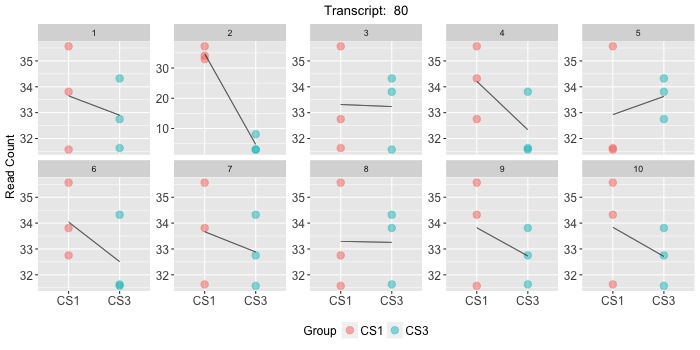 Transcript: 80
1 2 3 4 5
35 30 35 35 35
34 20 34 34 34
33 10 33 33 33
32 32 32 32
Read Count
6 7 8 9 10
35 35 35 35 35
34 34 34 34 34
33 33 33 33 33
32 32 32 32 32
CS1 CS3 CS1 CS3 CS1 CS3 CS1 CS3 CS1 CS3
Group CS1 CS3